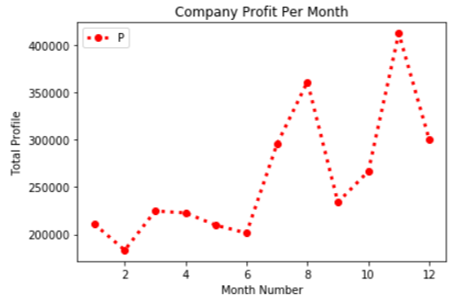 Company Profit Per Month
P
400000
350000
300000
250000
200000
Total Profile
2 4 6 8 10 12
Month Number